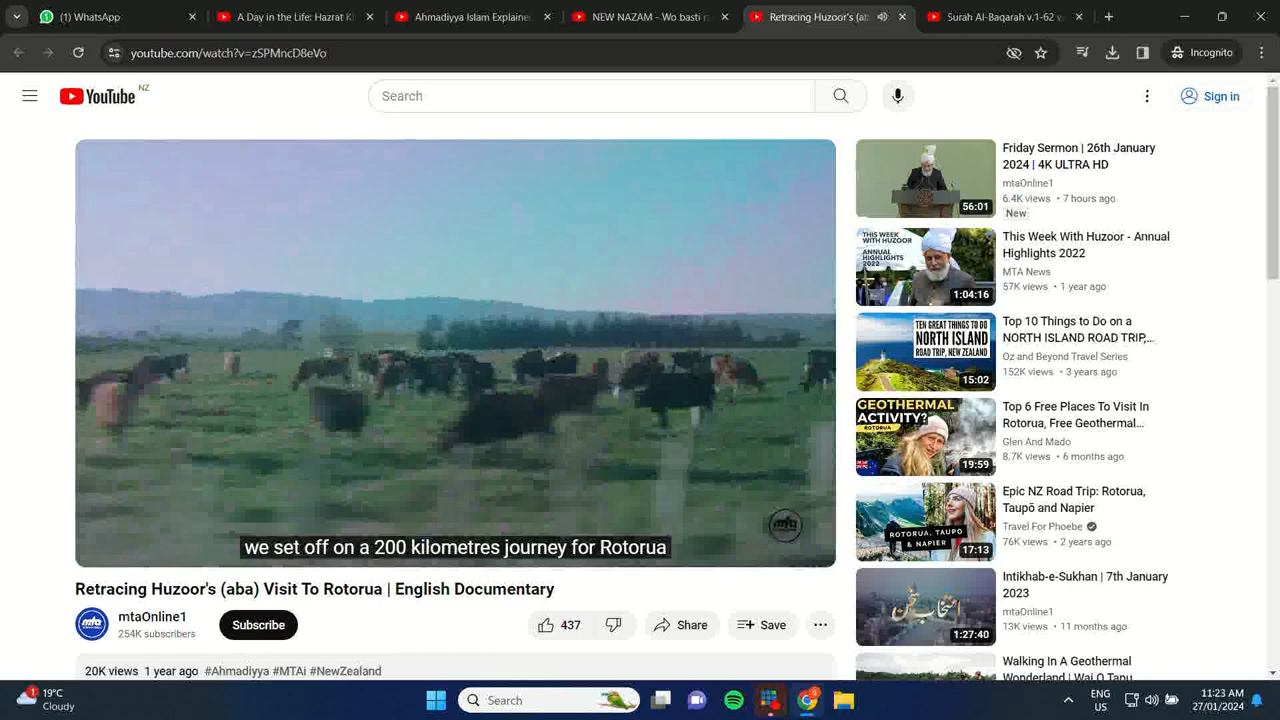 WhatsApp
A Day in the Life: Hazrat K
Ahmadiyya Islam Explaine
NEW NAZAM - Wo basti r
Retracing Huzoor's (ab
Surah Al-Baqarah v.1-62 w
youtube.com/watch?v=zSPMncD8eVo
Incognito
YouTube NZ
Search
Sign in
we set off on a 200 kilometres journey for Rotorua
Retracing Huzoor's (aba) Visit To Rotorua | English Documentary
mtaOnline1
254K subscribers
Subscribe
437
Share
Save
20K views 1 year ago #Ahmadiyya #MTAi #NewZealand
Friday Sermon | 26th January
2024 | 4K ULTRA HD
mtaOnline1
6.4K views • 7 hours ago
New
56:01
THIS WEEK
WITH HUZOOR
ANNUAL
HIGHLIGHTS
2022
1:04:16
This Week With Huzoor - Annual
Highlights 2022
MTA News
57K views • 1 year ago
TEN GREAT THINGS TO DO
NORTH ISLAND
ROAD TRIP, NEW ZEALAND
15:02
Top 10 Things to Do on a
NORTH ISLAND ROAD TRIP,...
Oz and Beyond Travel Series
152K views • 3 years ago
GEOTHERMAL
ACTIVITY?
ROTORUA
19:59
Top 6 Free Places To Visit In
Rotorua, Free Geothermal...
Glen And Mado
8.7K views • 6 months ago
ROTORUA, TAUPO
& NAPIER
17:13
Epic NZ Road Trip: Rotorua,
Taupō and Napier
Travel For Phoebe
76K views • 2 years ago
انتخاب سخن
1:27:40
Intikhab-e-Sukhan | 7th January
2023
mtaOnline1
13K views • 11 months ago
Walking In A Geothermal
Wonderland | Wai O Tapu
1
19°C
Cloudy
Search
ENG
US
11:23 AM
27/01/2024